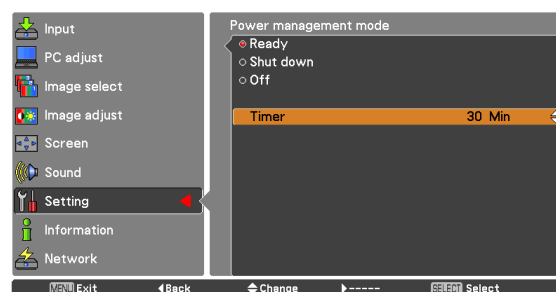 Input
PC adjust
Image select
Image adjust
Screen
Sound
Setting
Information
Network
Power management mode
Ready
Shut down
Off
Timer 30 Min
MENU Exit Back Change ----- SELECT Select